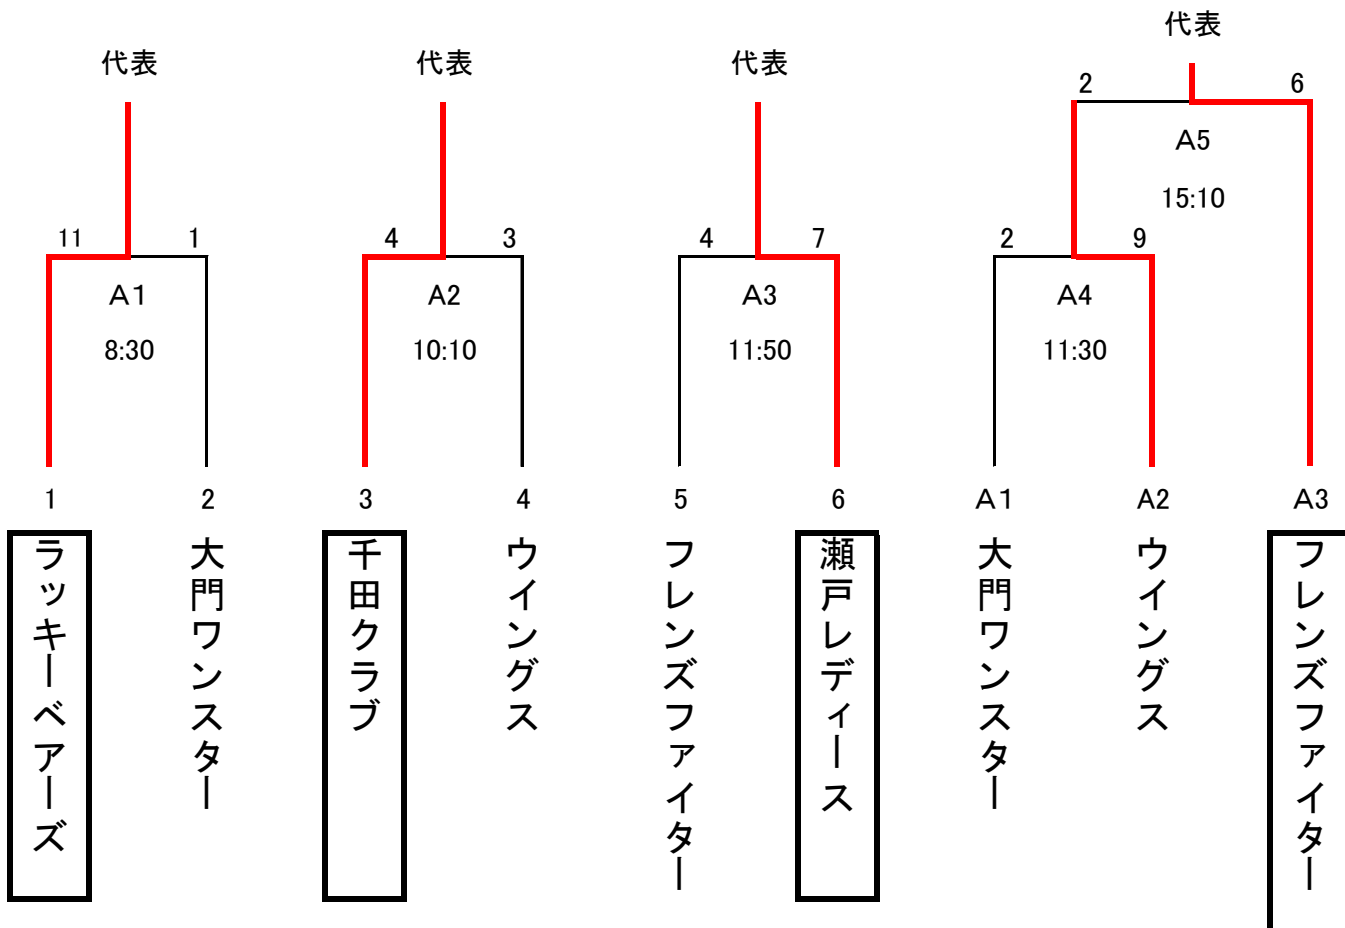 代表
代表
代表
代表
2 6
A5
15:10
11 1
4 3
4 7
2 9
A1
A2
A3
A4
8:30
10:10
11:50
11:30
1 2 3 4 5 6 A1 A2 A3
ラッキーベアーズ
大門ワンスター
千田クラブ
ウイングス
フレンズファイター
瀬戸レディース
大門ワンスター
ウイングス
フレンズファイター